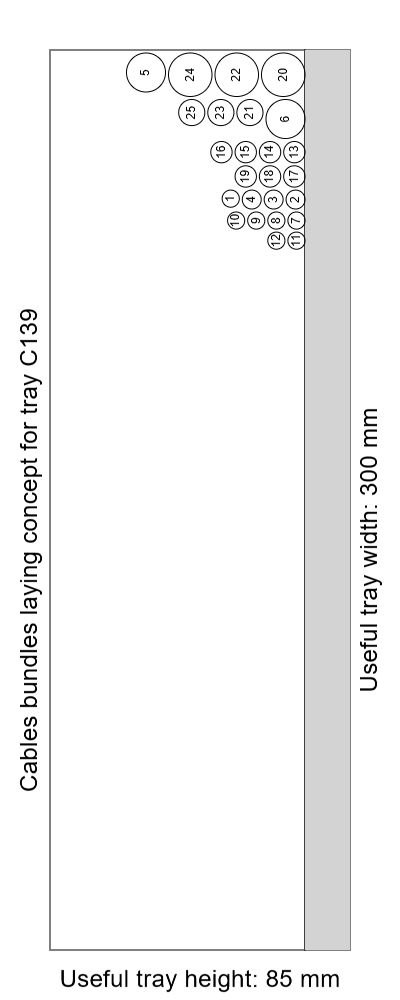 5 24 22 20
25 23 21 6
16 15 14 13
19 18 17
1 4 3 2
10 9 8 7
12 11
Cables bundles laying concept for tray C139
Useful tray width: 300 mm
Useful tray height: 85 mm